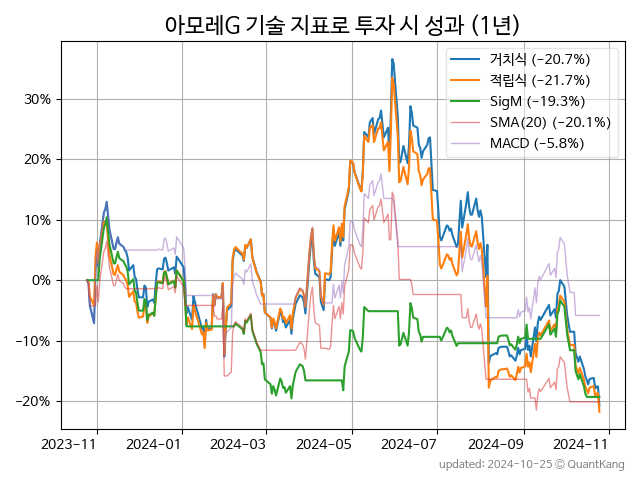 아모레G 기술 지표로 투자 시 성과 (1년)
거치식 (−20.7%)
적립식 (−21.7%)
SigM (−19.3%)
SMA(20) (−20.1%)
MACD (−5.8%)
30%
20%
10%
0%
−10%
−20%
2023−11 2024−01 2024−03 2024−05 2024−07 2024−09 2024−11
updated: 2024-10-25 © QuantKang